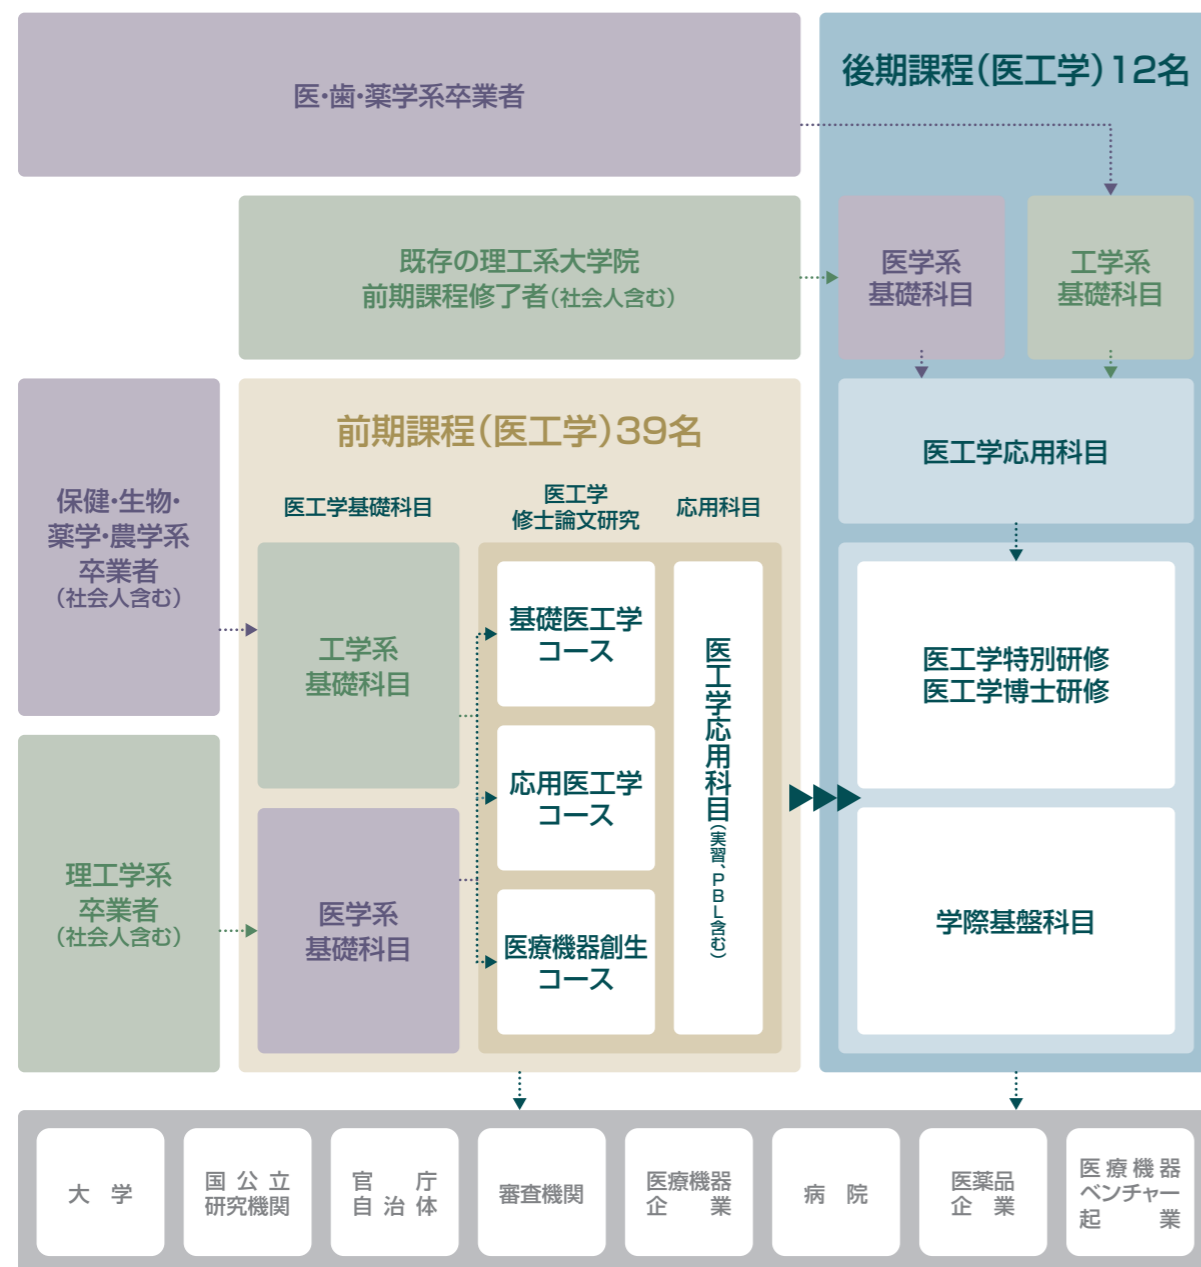 医・歯・薬学系卒業者
後期課程(医工学)12名
既存の理工系大学院
前期課程修了者(社会人含む)
医学系
基礎科目
工学系
基礎科目
医工学応用科目
保健・生物・
薬学・農学系
卒業者
(社会人含む)
前期課程(医工学)39名
医工学基礎科目
医工学
修士論文研究
応用科目
工学系
基礎科目
基礎医工学
コース
医工学応用科目(実習、PBL含む)
応用医工学
コース
医療機器創生
コース
理工学系
卒業者
(社会人含む)
医学系
基礎科目
医工学特別研修
医工学博士研修
学際基盤科目
大 学
国 公 立
研究機関
官 庁
自 治 体
審査機関
医療機器
企 業
病 院
医薬品
企 業
医 療 機 器
ベンチャー
起 業